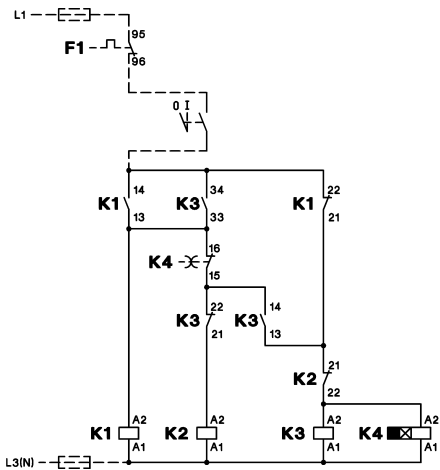 L1
95
F1
96
O I
14 34 22
K1 K3 K1
13 33 21
16
K4
15
22 14
K3 K3
21 13
21
K2
22
A2 A2 A2 A2
K1 K2 K3 K4
A1 A1 A1 A1
L3(N)